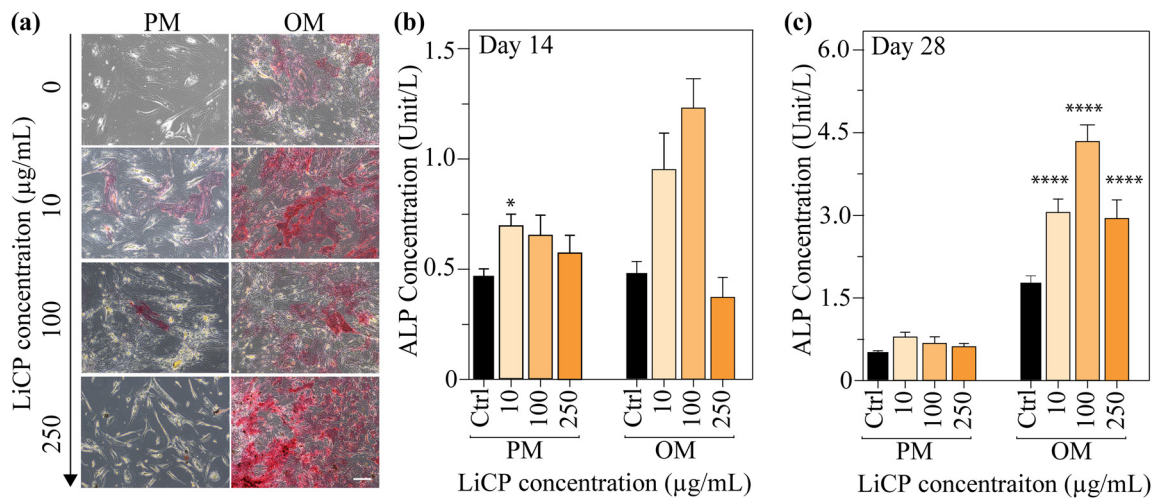 (a)
PM OM
LiCP concentraiton (µg/mL)
0
10
100
250
(b)
Day 14
ALP Concentration (Unit/L)
1.5
1.0
0.5
0
*
Ctrl 10 100 250 Ctrl 10 100 250
PM OM
LiCP concentration (µg/mL)
(c)
Day 28
ALP Concentration (Unit/L)
6.0
4.5
3.0
1.5
0
****
**** ****
Ctrl 10 100 250 Ctrl 10 100 250
PM OM
LiCP concentraiton (µg/mL)